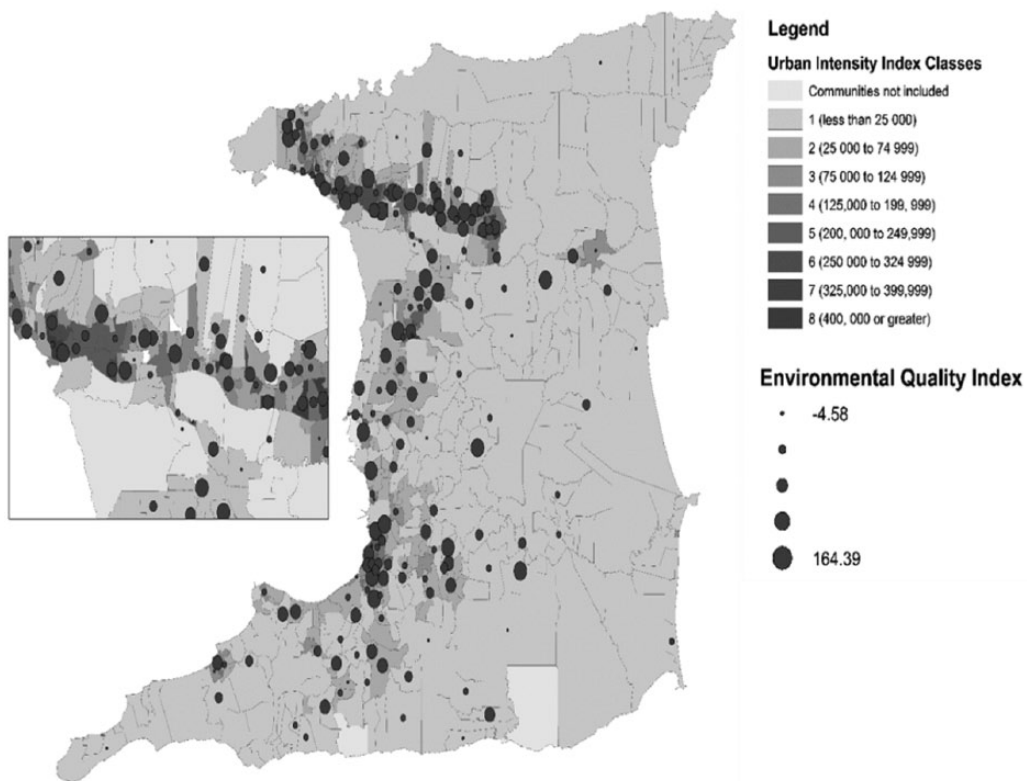 Legend
Urban Intensity Index Classes
Communities not included
1 (less than 25 000)
2 (25 000 to 74 999)
3 (75 000 to 124 999)
4 (125,000 to 199, 999)
5 (200, 000 to 249,999)
6 (250 000 to 324 999)
7 (325,000 to 399,999)
8 (400, 000 or greater)
Environmental Quality Index
-4.58
164.39